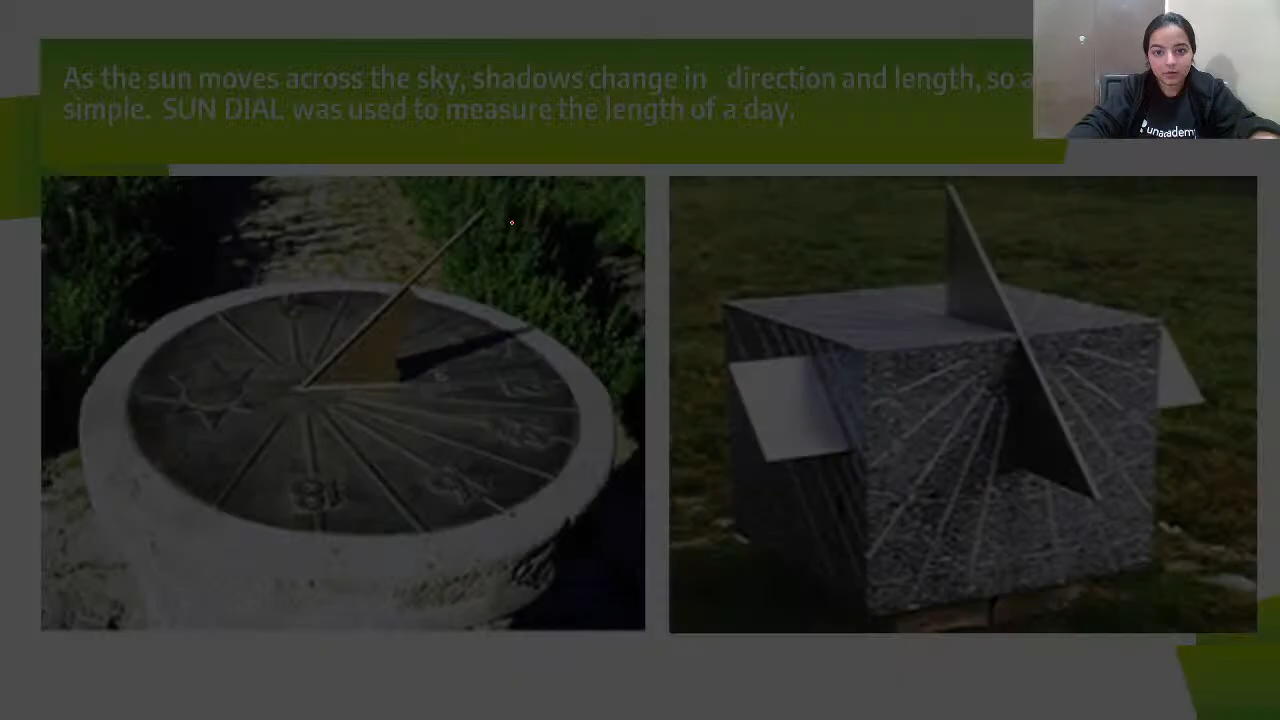 As the sun moves across the sky, shadows change in direction and length, so a
simple. SUN DIAL was used to measure the length of a day.
unacademy